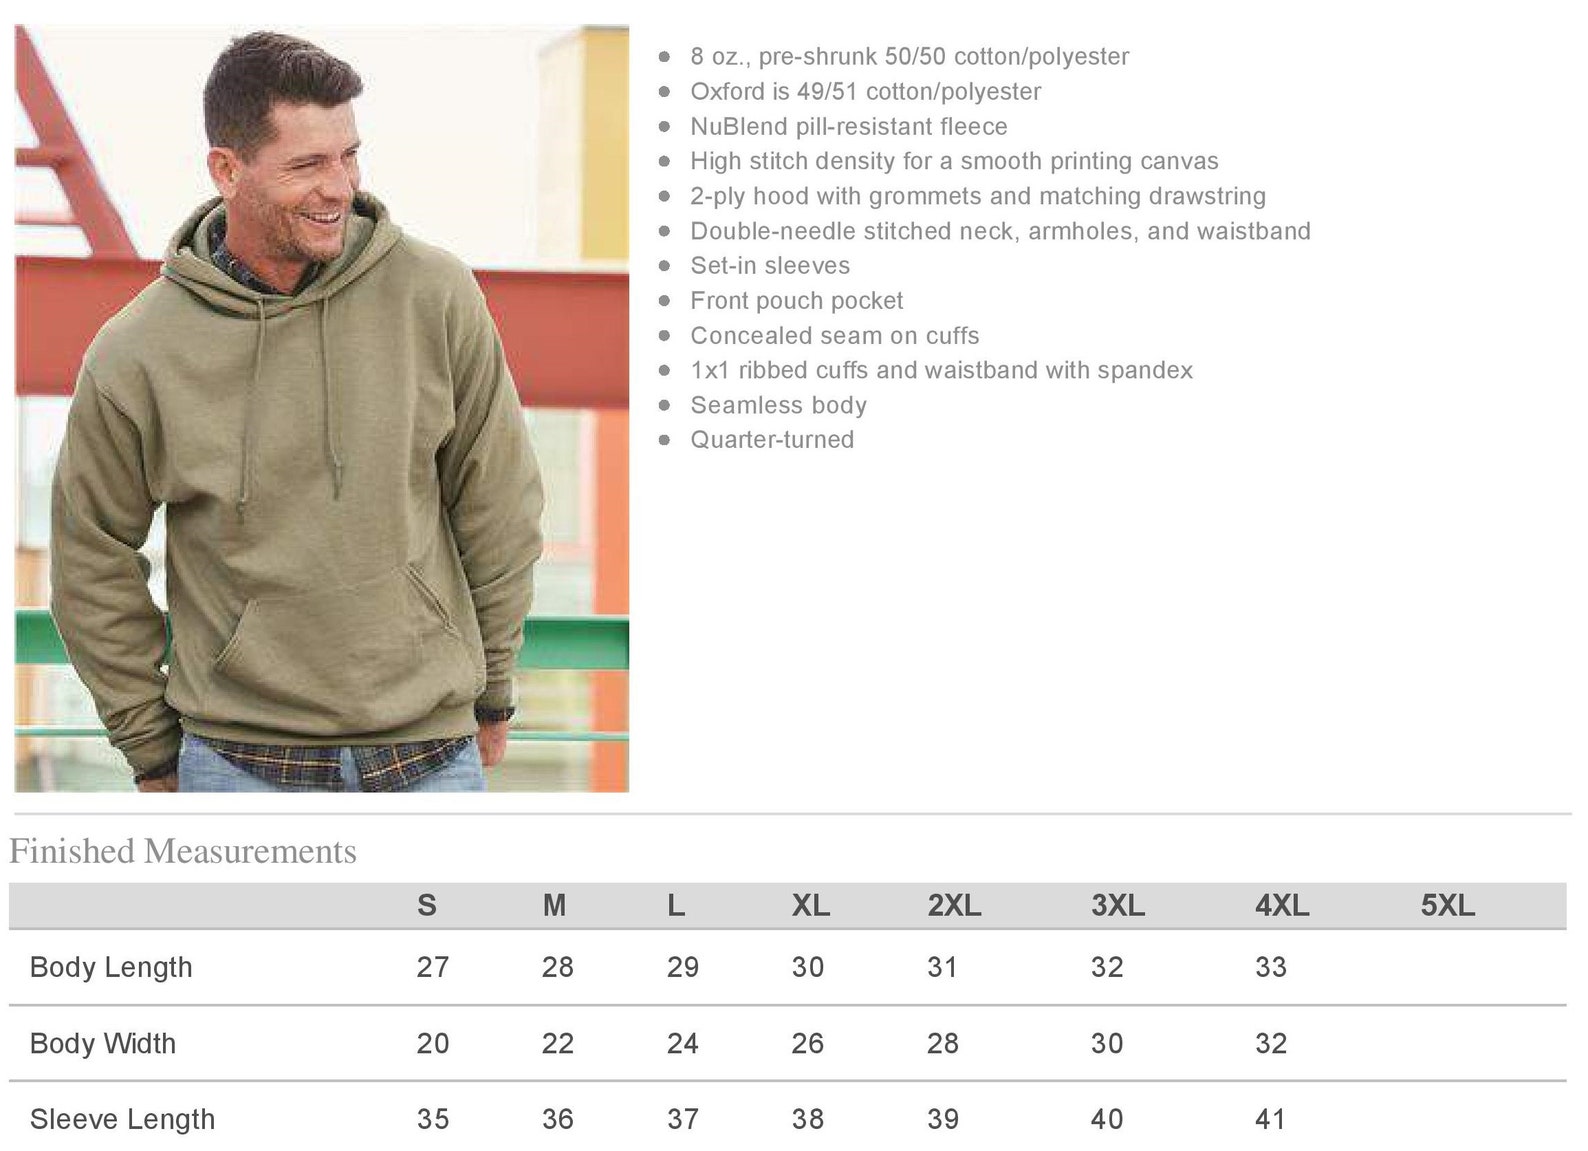 8 oz., pre-shrunk 50/50 cotton/polyester
Oxford is 49/51 cotton/polyester
NuBlend pill-resistant fleece
High stitch density for a smooth printing canvas
2-ply hood with grommets and matching drawstring
Double-needle stitched neck, armholes, and waistband
Set-in sleeves
Front pouch pocket
Concealed seam on cuffs
1x1 ribbed cuffs and waistband with spandex
Seamless body
Quarter-turned
Finished Measurements
S M L XL 2XL 3XL 4XL 5XL
Body Length 27 28 29 30 31 32 33
Body Width 20 22 24 26 28 30 32
Sleeve Length 35 36 37 38 39 40 41